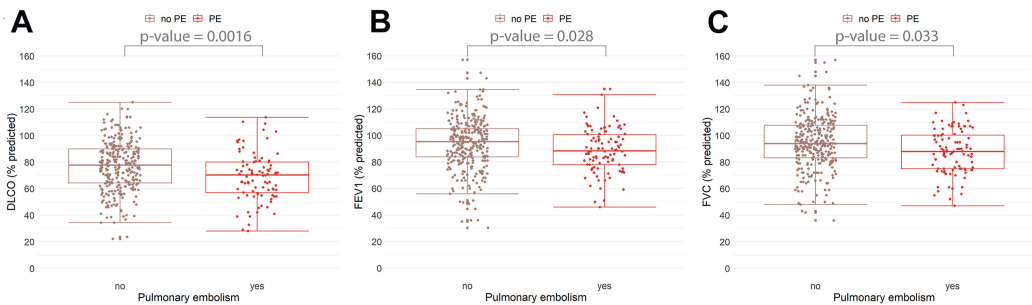 A
no PE PE
p-value = 0.0016
DLCO (% predicted)
160
140
120
100
80
60
40
20
0
no yes
Pulmonary embolism
B
no PE PE
p-value = 0.028
FEV1 (% predicted)
160
140
120
100
80
60
40
20
0
no yes
Pulmonary embolism
C
no PE PE
p-value = 0.033
FVC (% predicted)
160
140
120
100
80
60
40
20
0
no yes
Pulmonary embolism